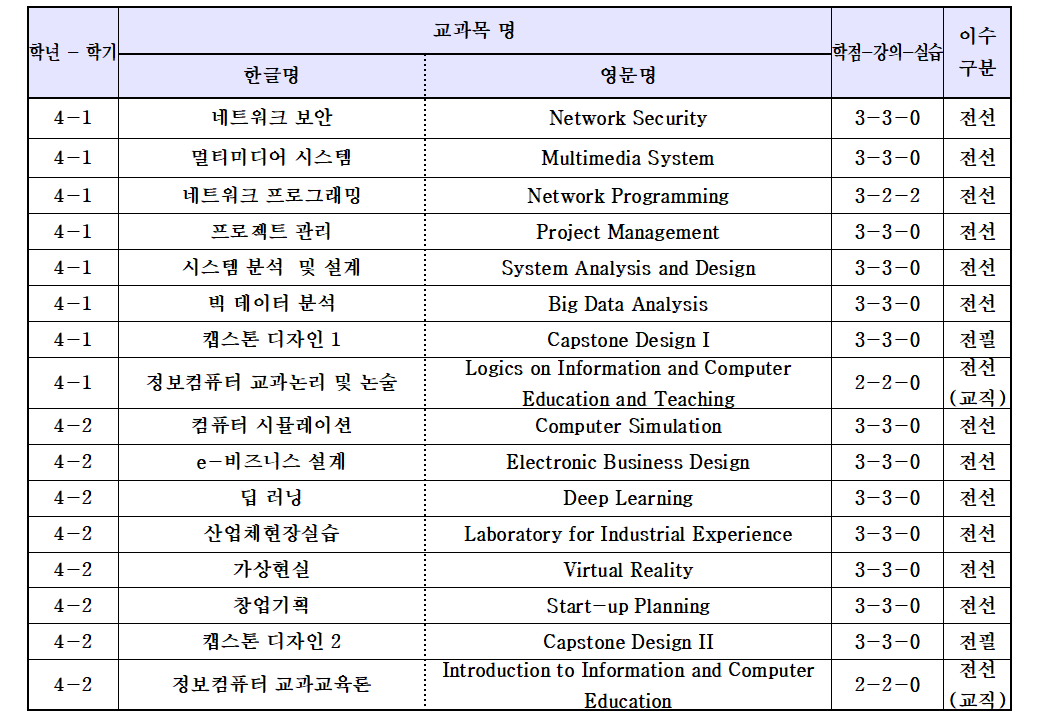 학년 - 학기 교과목 명 학점-강의-실습 이수
구분
한글명 영문명
4-1 네트워크 보안 Network Security 3-3-0 전선
4-1 멀티미디어 시스템 Multimedia System 3-3-0 전선
4-1 네트워크 프로그래밍 Network Programming 3-2-2 전선
4-1 프로젝트 관리 Project Management 3-3-0 전선
4-1 시스템 분석 및 설계 System Analysis and Design 3-3-0 전선
4-1 빅 데이터 분석 Big Data Analysis 3-3-0 전선
4-1 캡스톤 디자인 1 Capstone Design I 3-3-0 전필
4-1 정보컴퓨터 교과논리 및 논술 Logics on Information and Computer
Education and Teaching 2-2-0 전선
(교직)
4-2 컴퓨터 시뮬레이션 Computer Simulation 3-3-0 전선
4-2 e-비즈니스 설계 Electronic Business Design 3-3-0 전선
4-2 딥 러닝 Deep Learning 3-3-0 전선
4-2 산업체현장실습 Laboratory for Industrial Experience 3-3-0 전선
4-2 가상현실 Virtual Reality 3-3-0 전선
4-2 창업기획 Start-up Planning 3-3-0 전선
4-2 캡스톤 디자인 2 Capstone Design II 3-3-0 전필
4-2 정보컴퓨터 교과교육론 Introduction to Information and Computer
Education 2-2-0 전선
(교직)